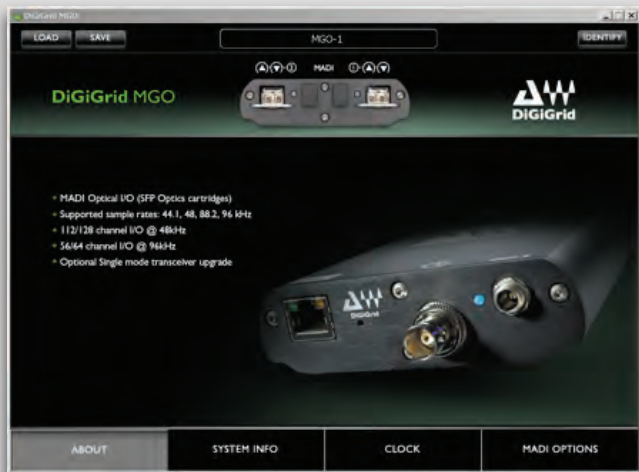 DiGiGrid MGO
LOAD
SAVE
MGO-1
IDENTIFY
2
MADI
1
DiGiGrid MGO
DiGiGrid
MADI Optical I/O (SFP Optics cartridges)
Supported sample rates: 44.1, 48, 88.2, 96 kHz
112/128 channel I/O @ 48kHz
56/64 channel I/O @ 96kHz
Optional Single mode transceiver upgrade
DiGiGrid
ABOUT
SYSTEM INFO
CLOCK
MADI OPTIONS